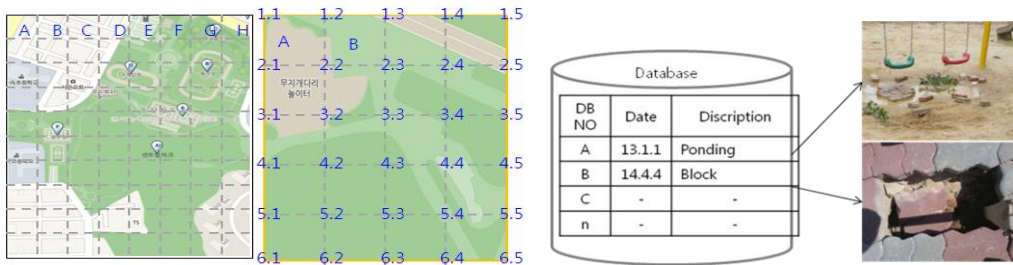 A B C D E F G H
1.1 1.2 1.3 1.4 1.5
A B
2.1 2.2 2.3 2.4 2.5
무지개다리
놀이터
3.1 3.2 3.3 3.4 3.5
4.1 4.2 4.3 4.4 4.5
5.1 5.2 5.3 5.4 5.5
6.1 6.2 6.3 6.4 6.5
Database
DB NO Date Discription
A 13.1.1 Ponding
B 14.4.4 Block
C - -
n - -